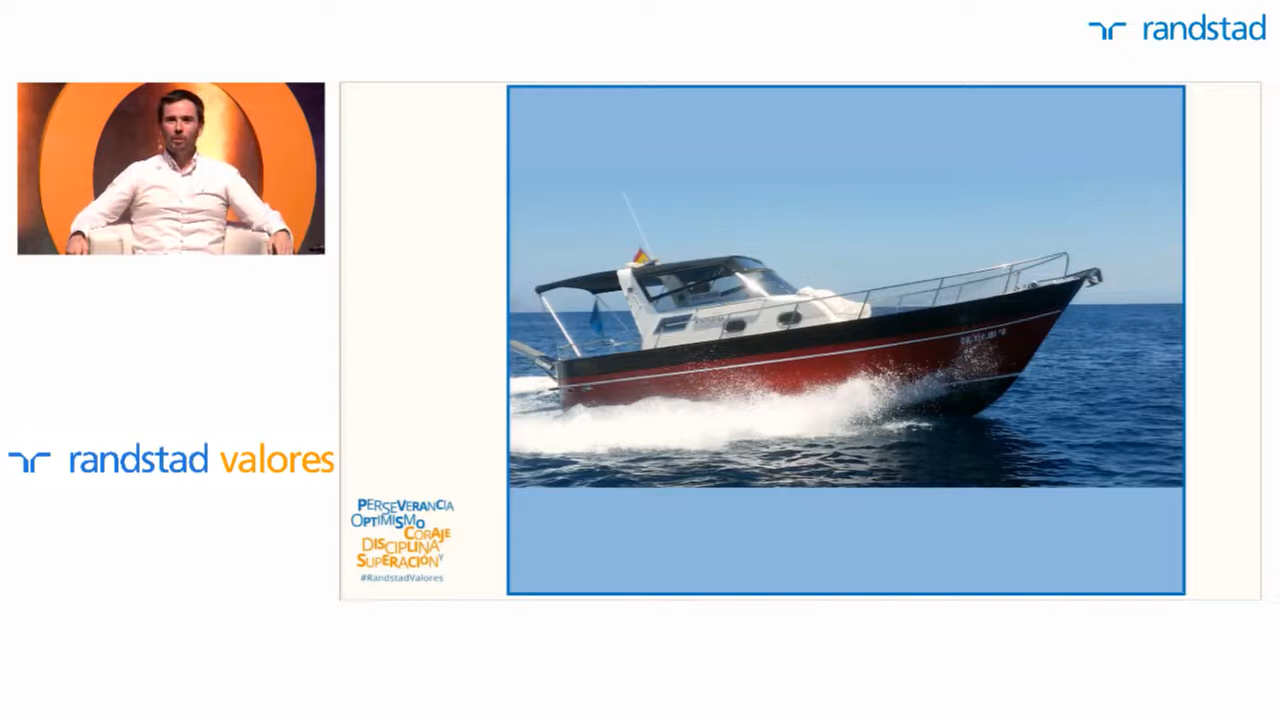 randstad
randstad valores
PERSEVERANCIA
OPTIMISMO
CORAJE
DISCIPLINA Y
SUPERACIÓN
#RandstadValores